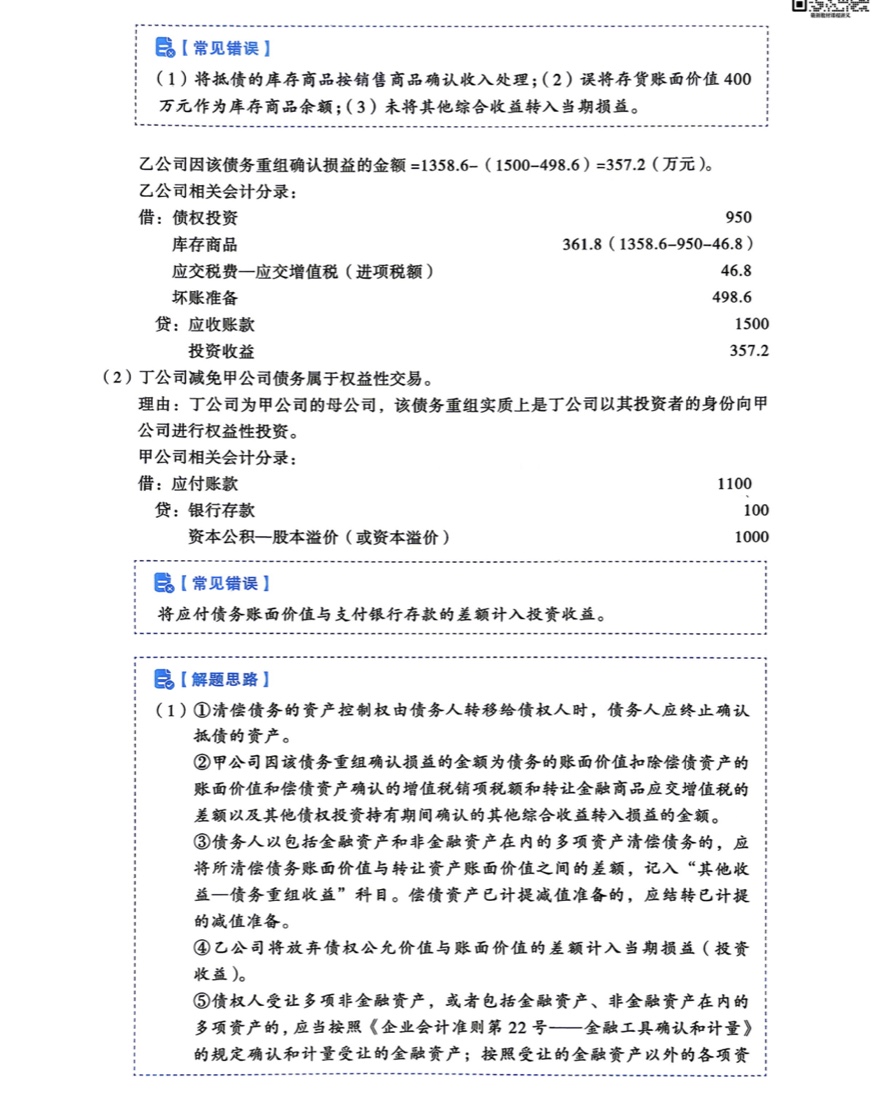 【常见错误】
（1）将抵债的库存商品按销售商品确认收入处理；（2）误将存货账面价值 400
万元作为库存商品余额；（3）未将其他综合收益转入当期损益。
乙公司因该债务重组确认损益的金额 =1358.6-（1500-498.6）=357.2（万元）。
乙公司相关会计分录：
借：债权投资 950
库存商品 361.8（1358.6-950-46.8）
应交税费—应交增值税（进项税额） 46.8
坏账准备 498.6
贷：应收账款 1500
投资收益 357.2
（2）丁公司减免甲公司债务属于权益性交易。
理由：丁公司为甲公司的母公司，该债务重组实质上是丁公司以其投资者的身份向甲
公司进行权益性投资。
甲公司相关会计分录：
借：应付账款 1100
贷：银行存款 100
资本公积—股本溢价（或资本溢价） 1000
【常见错误】
将应付债务账面价值与支付银行存款的差额计入投资收益。
【解题思路】
（1）①清偿债务的资产控制权由债务人转移给债权人时，债务人应终止确认
抵债的资产。
②甲公司因该债务重组确认损益的金额为债务的账面价值扣除偿债资产的
账面价值和偿债资产确认的增值税销项税额和转让金融商品应交增值税的
差额以及其他债权投资持有期间确认的其他综合收益转入损益的金额。
③债务人以包括金融资产和非金融资产在内的多项资产清偿债务的，应
将所清偿债务账面价值与转让资产账面价值之间的差额，记入“其他收
益—债务重组收益”科目。偿债资产已计提减值准备的，应结转已计提
的减值准备。
④乙公司将放弃债权公允价值与账面价值的差额计入当期损益（投资
收益）。
⑤债权人受让多项非金融资产，或者包括金融资产、非金融资产在内的
多项资产的，应当按照《企业会计准则第 22 号——金融工具确认和计量》
的规定确认和计量受让的金融资产；按照受让的金融资产以外的各项资